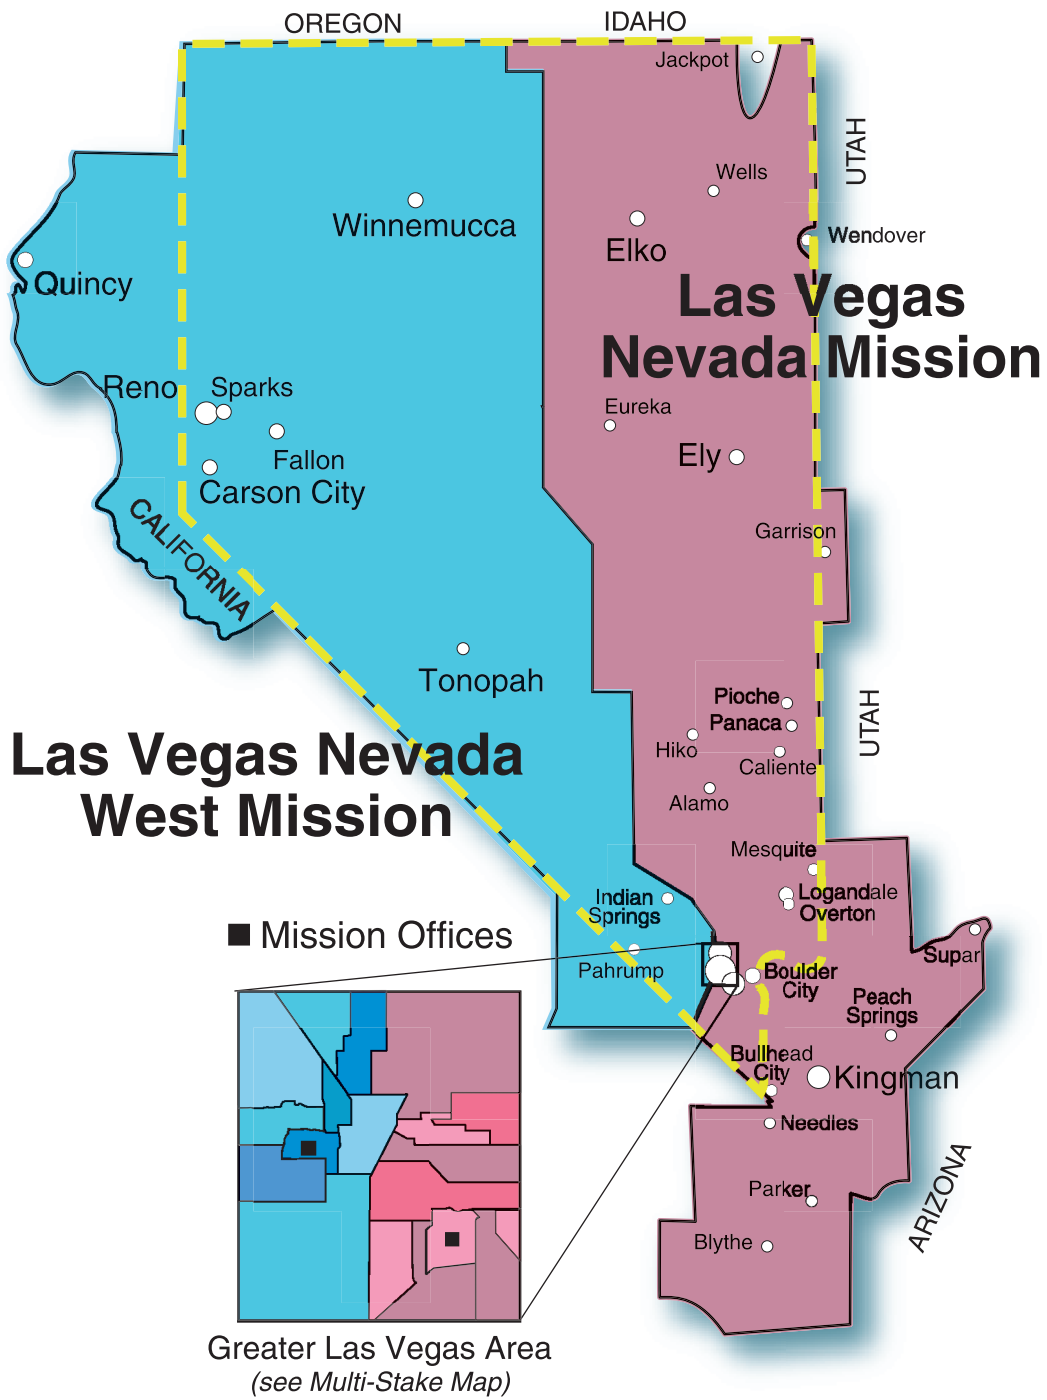 OREGON
IDAHO
Jackpot
UTAH
Wells
Winnemucca
Elko
Wendover
Quincy
Las Vegas
Nevada Mission
Reno
Sparks
Eureka
Fallon
Ely
Carson City
CALIFORNIA
Garrison
Tonopah
Pioche
Panaca
UTAH
Hiko
Caliente
Las Vegas Nevada
West Mission
Alamo
Mesquite
Indian
Springs
Logandale
Overton
Mission Offices
Pahrump
Boulder
City
Supar
Peach
Springs
Bullhead
City
Kingman
Needles
Parker
ARIZONA
Blythe
Greater Las Vegas Area
(see Multi-Stake Map)